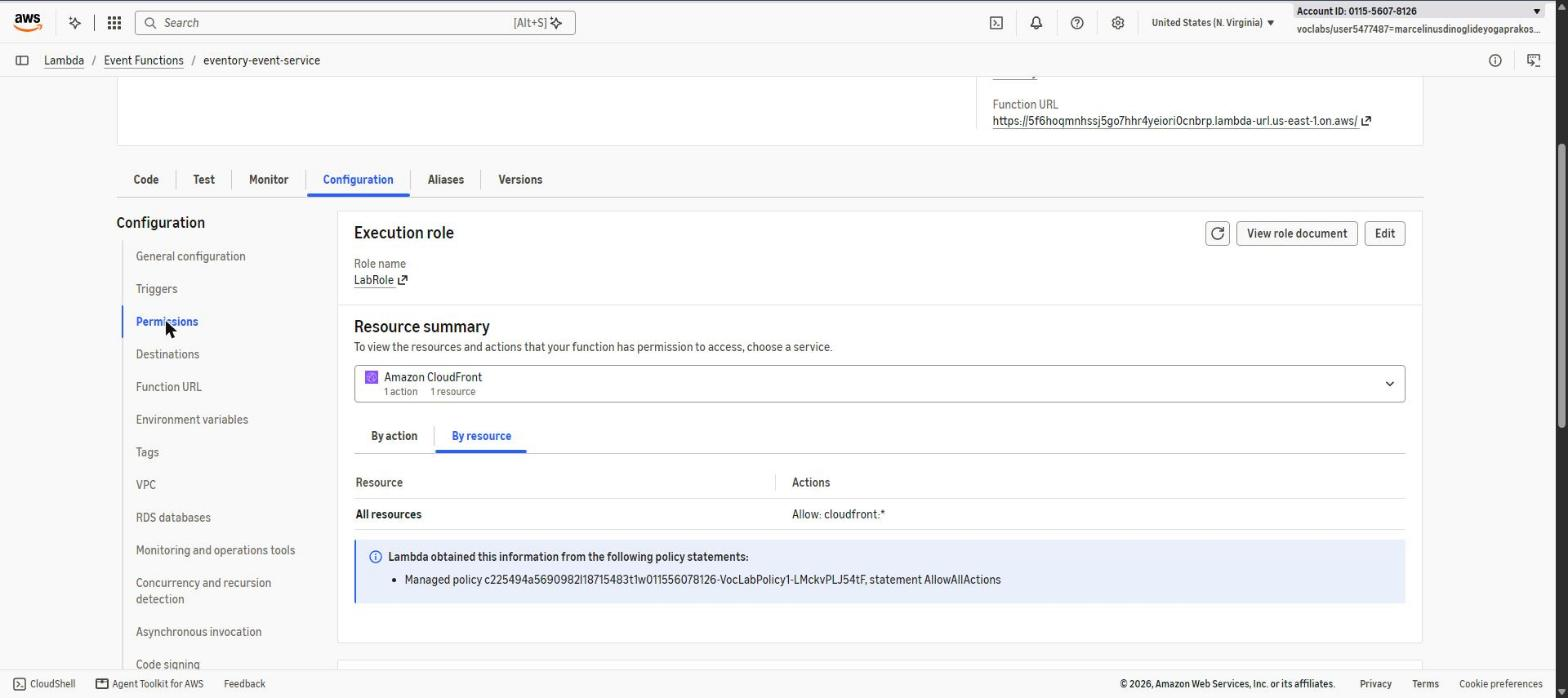 aws
Search
[Alt+S]
United States (N. Virginia)
Account ID: 0115-5607-8126
voclabs/user5477487=marcelinusdinoglideyogaprakos...
Lambda / Event Functions / eventory-event-service
Function URL
https://5f6hoqmnhssj5go7hhr4yeiori0cnbrp.lambda-url.us-east-1.on.aws/
Code
Test
Monitor
Configuration
Aliases
Versions
Configuration
General configuration
Triggers
Permissions
Destinations
Function URL
Environment variables
Tags
VPC
RDS databases
Monitoring and operations tools
Concurrency and recursion
detection
Asynchronous invocation
Code signing
Execution role
View role document
Edit
Role name
LabRole
Resource summary
To view the resources and actions that your function has permission to access, choose a service.
Amazon CloudFront
1 action 1 resource
By action
By resource
Resource
Actions
All resources
Allow: cloudfront:*
Lambda obtained this information from the following policy statements:
• Managed policy c225494a5690982l18715483t1w011556078126-VocLabPolicy1-LMckvPLJ54tF, statement AllowAllActions
CloudShell
Agent Toolkit for AWS
Feedback
© 2026, Amazon Web Services, Inc. or its affiliates.
Privacy
Terms
Cookie preferences